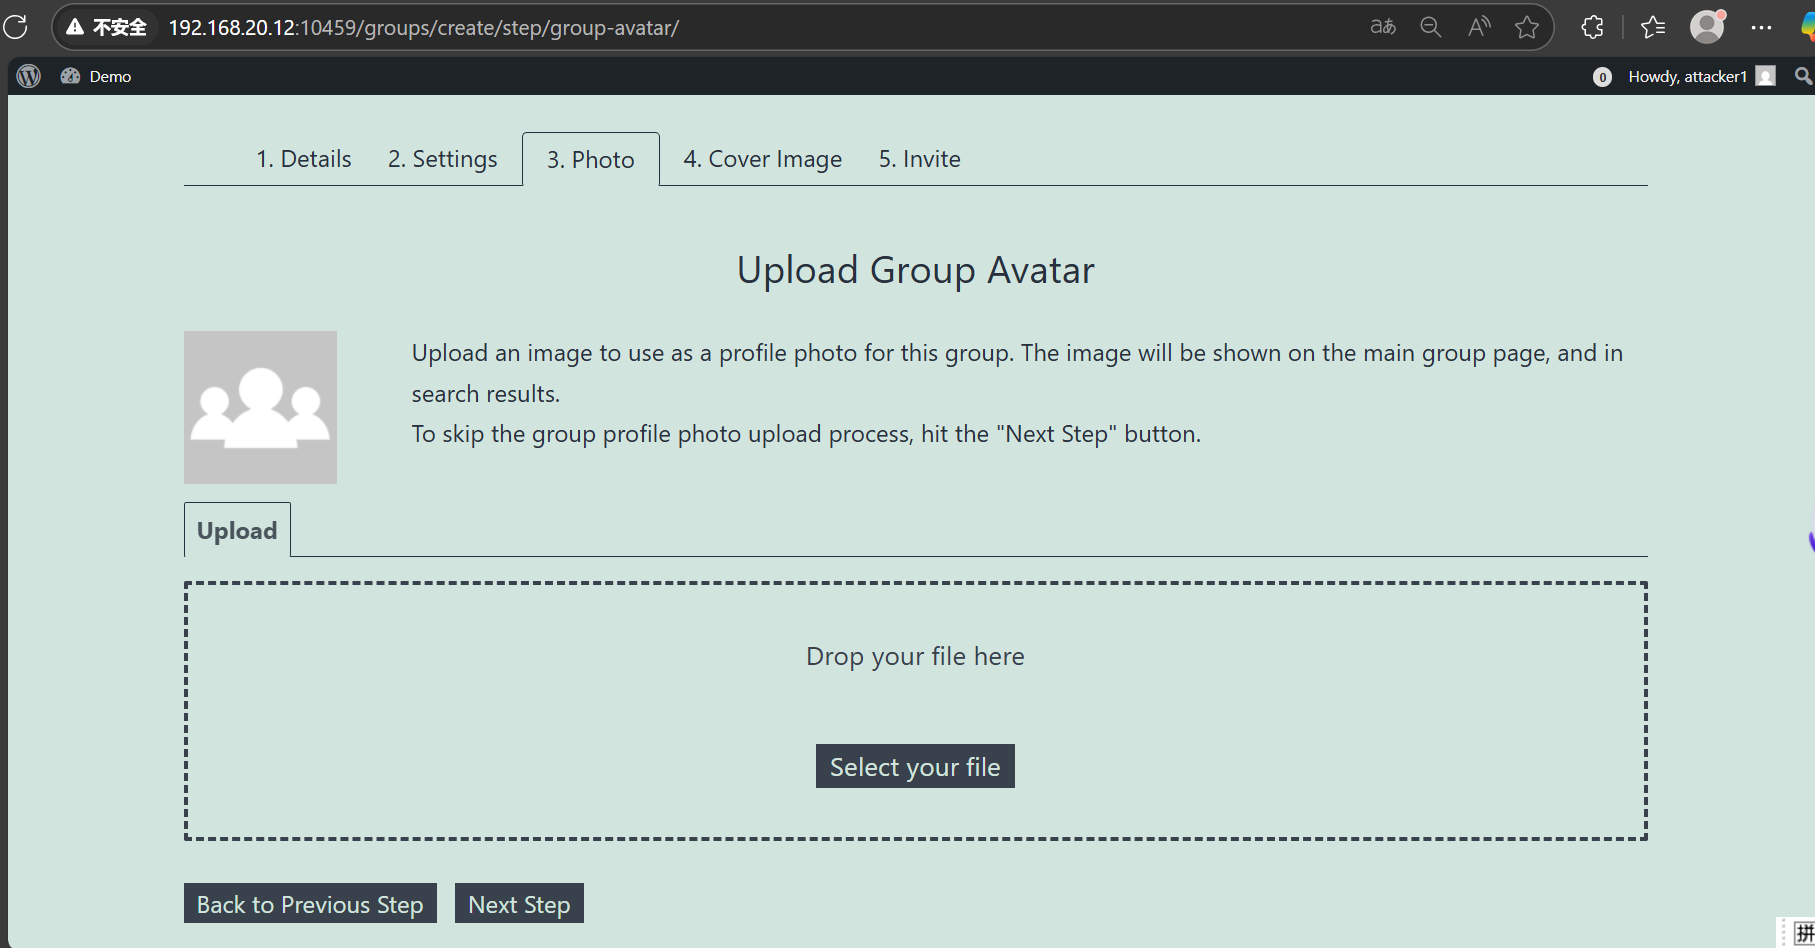 不安全
192.168.20.12:10459/groups/create/step/group-avatar/
aあ
A
Demo
0
Howdy, attacker1
1. Details
2. Settings
3. Photo
4. Cover Image
5. Invite
Upload Group Avatar
Upload an image to use as a profile photo for this group. The image will be shown on the main group page, and in
search results.
To skip the group profile photo upload process, hit the "Next Step" button.
Upload
Drop your file here
Select your file
Back to Previous Step
Next Step
拼